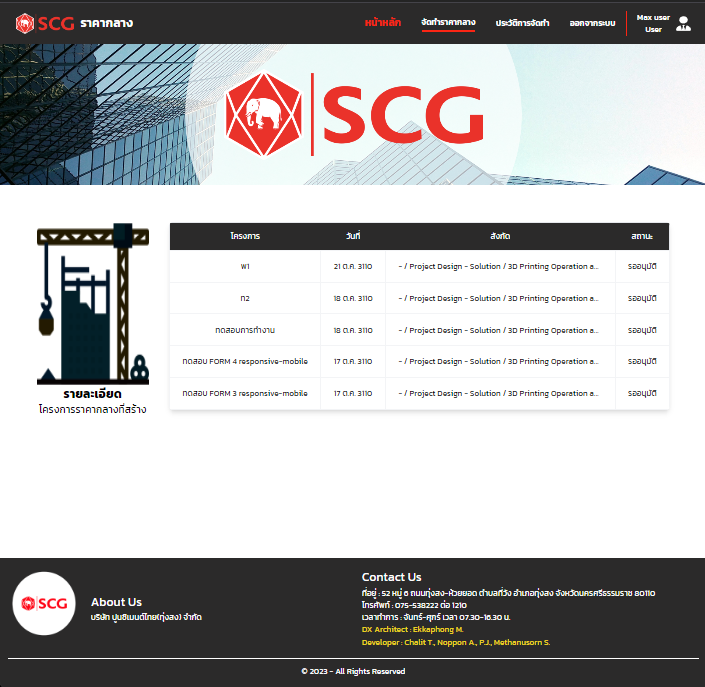 SCG ราคากลาง
หน้าหลัก
จัดทำราคากลาง
ประวัติการจัดทำ
ออกจากระบบ
Max user
User
SCG
โครงการ วันที่ สังกัด สถานะ
พ1 21 ต.ค. 3110 - / Project Design - Solution / 3D Printing Operation a... รออนุมัติ
ท2 18 ต.ค. 3110 - / Project Design - Solution / 3D Printing Operation a... รออนุมัติ
ทดสอบการทำงาน 18 ต.ค. 3110 - / Project Design - Solution / 3D Printing Operation a... รออนุมัติ
ทดสอบ FORM 4 responsive-mobile 17 ต.ค. 3110 - / Project Design - Solution / 3D Printing Operation a... รออนุมัติ
ทดสอบ FORM 3 responsive-mobile 17 ต.ค. 3110 - / Project Design - Solution / 3D Printing Operation a... รออนุมัติ
รายละเอียด
โครงการราคากลางที่สร้าง
SCG
About Us
บริษัท ปูนซิเมนต์ไทย(ทุ่งสง) จำกัด
Contact Us
ที่อยู่ : 52 หมู่ 6 ถนนทุ่งสง-ห้วยยอด ตำบลที่วัง อำเภอทุ่งสง จังหวัดนครศรีธรรมราช 80110
โทรศัพท์ : 075-538222 ต่อ 1210
เวลาทำการ : จันทร์-ศุกร์ เวลา 07.30-16.30 น.
DX Architect : Ekkaphong M.
Developer : Chalit T., Noppon A., P.J., Methanusorn S.
© 2023 - All Rights Reserved